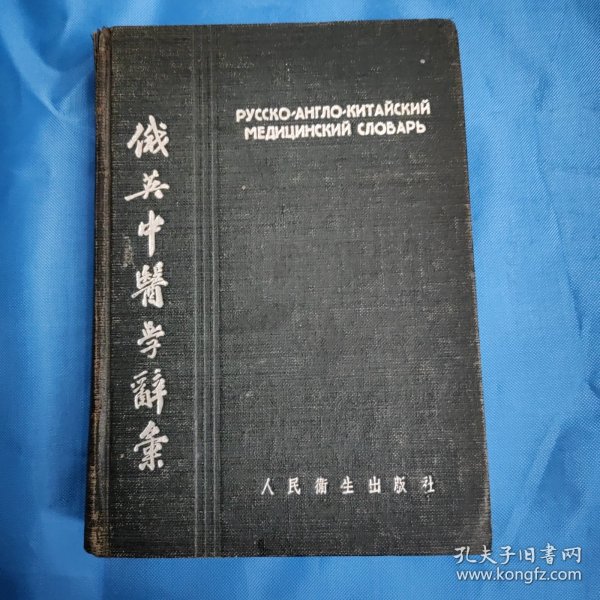 РУССКО-АНГЛО-КИТАЙСКИЙ
МЕДИЦИНСКИЙ СЛОВАРЬ
俄英中醫学辭彙
人民衛生出版社
孔夫子旧书网
www.kongfz.com